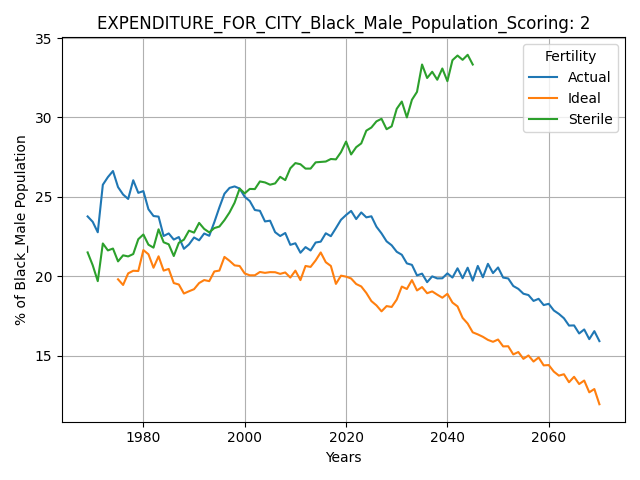 EXPENDITURE_FOR_CITY_Black_Male_Population_Scoring: 2
% of Black_Male Population
35
30
25
20
15
Fertility
Actual
Ideal
Sterile
1980 2000 2020 2040 2060
Years